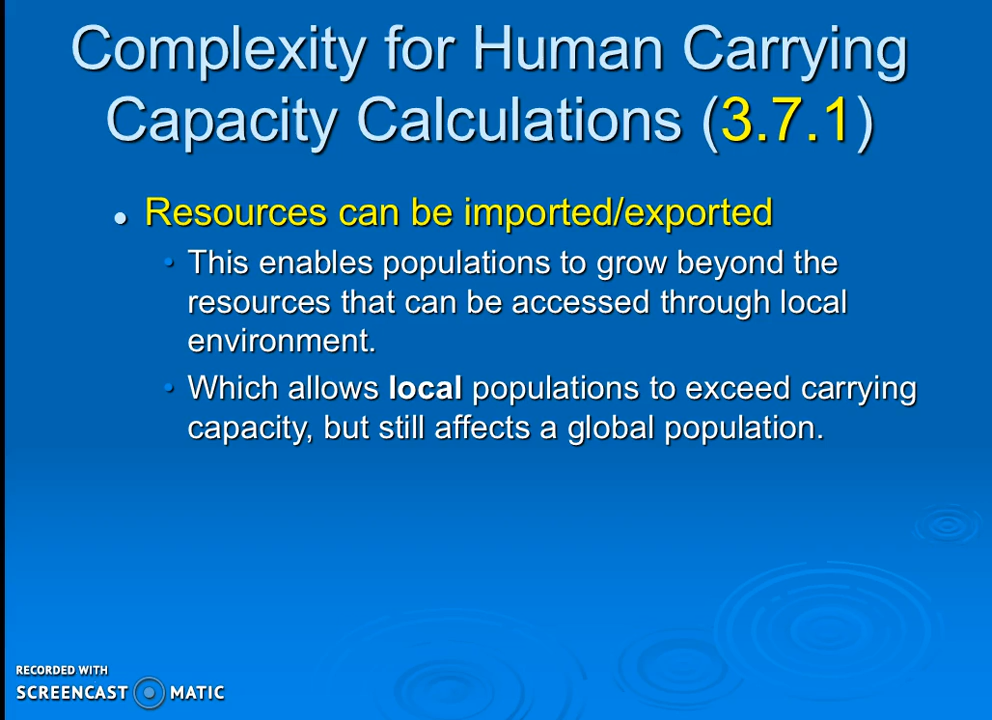 Complexity for Human Carrying
Capacity Calculations (3.7.1)
• Resources can be imported/exported
• This enables populations to grow beyond the
resources that can be accessed through local
environment.
• Which allows local populations to exceed carrying
capacity, but still affects a global population.
RECORDED WITH
SCREENCAST MATIC